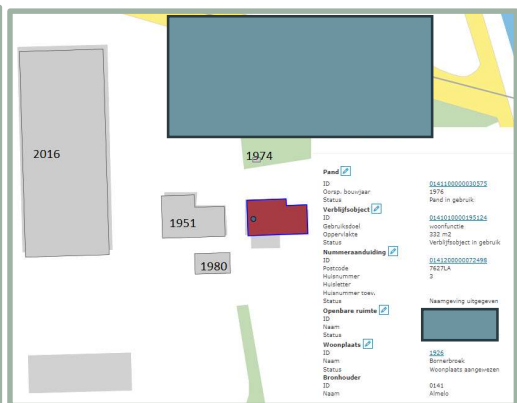 2016
1974
1951
1980
Pand
ID 0141100000030375
Oorsp. bouwjaar 1976
Status Pand in gebruik
Verblijfsobject
ID 0141010000195124
Gebruiksdoel woonfunctie
Oppervlakte 332 m2
Status Verblijfsobject in gebruik
Nummeraanduiding
ID 0141200000072498
Postcode 7627LA
Huisnummer 3
Huisletter
Huisnummer toev.
Status Naamgeving uitgegeven
Openbare ruimte
ID
Naam
Status
Woonplaats
ID 1926
Naam Bornerbroek
Status Woonplaats aangewezen
Bronhouder
ID 0141
Naam Almelo